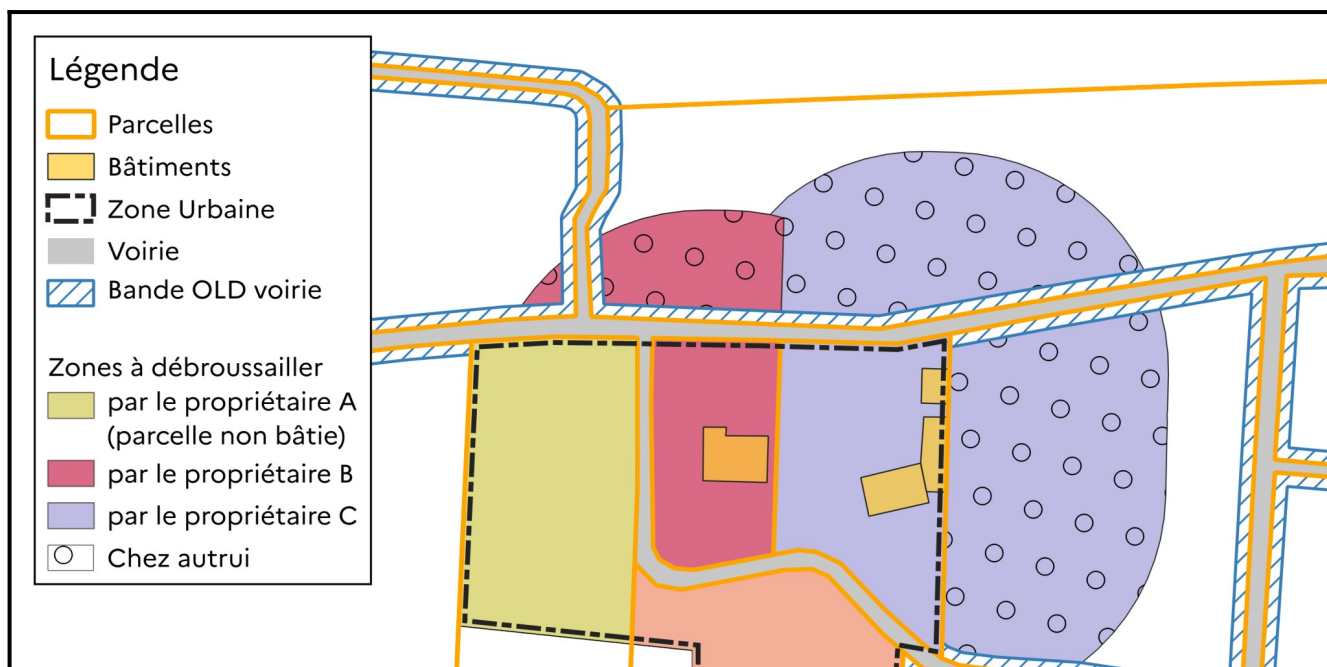 Légende
Parcelles
Bâtiments
Zone Urbaine
Voirie
Bande OLD voirie
Zones à débroussailler
par le propriétaire A
(parcelle non bâtie)
par le propriétaire B
par le propriétaire C
Chez autrui